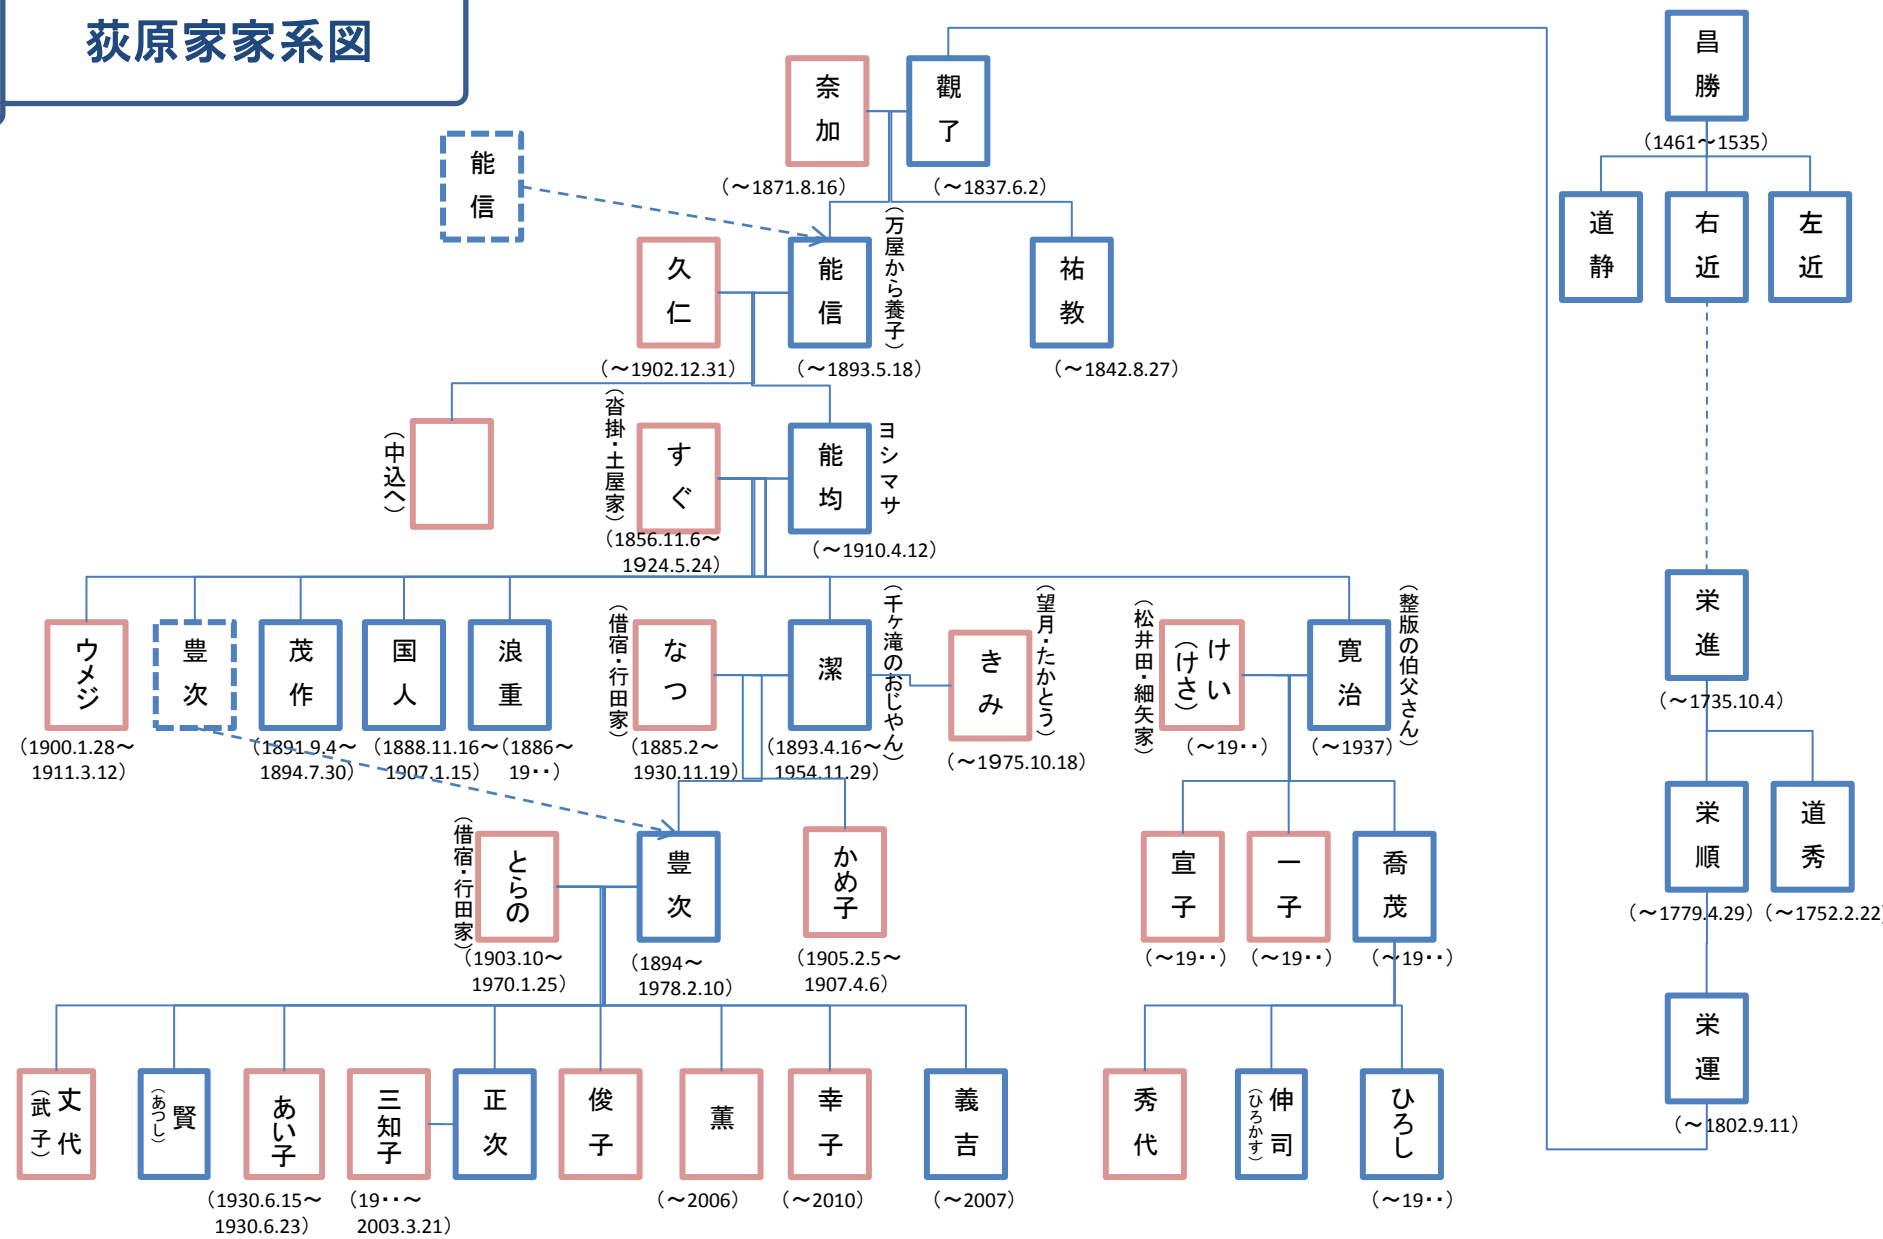 荻原家家系図
昌勝
(1461～1535)
道静
右近
左近
栄進
(～1735.10.4)
栄順
(～1779.4.29)
道秀
(～1752.2.22)
栄運
(～1802.9.11)
奈加
(～1871.8.16)
觀了
(～1837.6.2)
能信
久仁
(～1902.12.31)
能信
(万屋から養子)
(～1893.5.18)
祐教
(～1842.8.27)
(中込へ)
(沓掛・土屋家)
すぐ
(1856.11.6～
1924.5.24)
能均
ヨシマサ
(～1910.4.12)
ウメジ
(1900.1.28～
1911.3.12)
豊次
茂作
(1891.9.4～
1894.7.30)
国人
(1888.11.16～
1907.1.15)
浪重
(1886～
19・・)
(借宿・行田家)
なつ
(1885.2～
1930.11.19)
潔
(千ヶ滝のおじやん)
(1893.4.16～
1954.11.29)
きみ
(望月・たかとう)
(～1975.10.18)
(松井田・細矢家)
けい
(けさ)
(～19・・)
寛治
(整版の伯父さん)
(～1937)
(借宿・行田家)
とらの
(1903.10～
1970.1.25)
豊次
(1894～
1978.2.10)
かめ子
(1905.2.5～
1907.4.6)
宣子
(～19・・)
一子
(～19・・)
喬茂
(～19・・)
丈代
(武子)
賢
(あつし)
あい子
(1930.6.15～
1930.6.23)
三知子
(19・・～
2003.3.21)
正次
俊子
薫
(～2006)
幸子
(～2010)
義吉
(～2007)
秀代
伸司
(ひろかず)
ひろし
(～19・・)